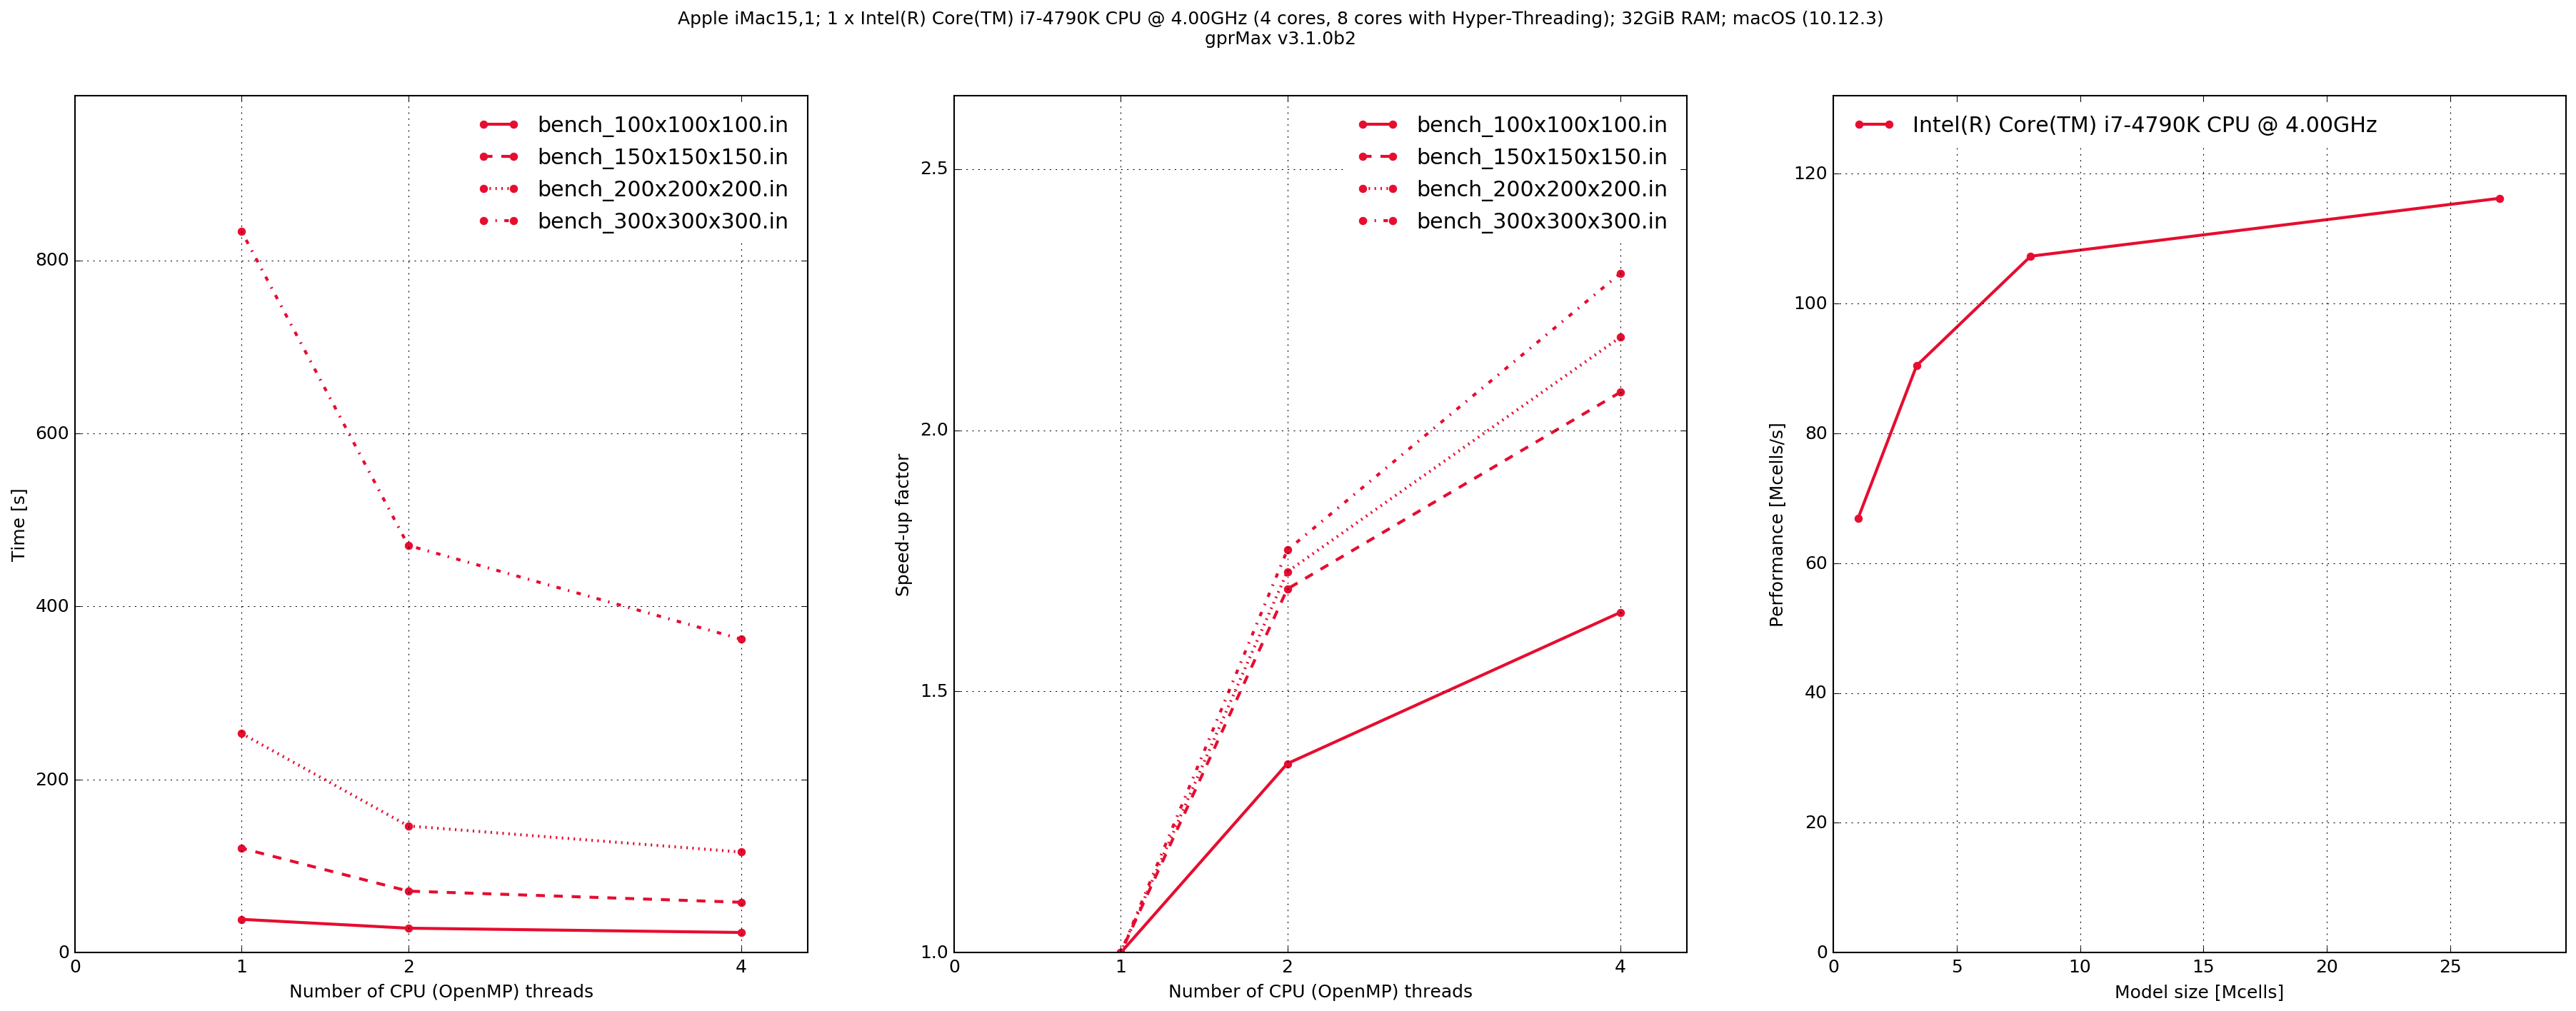 Apple iMac15,1; 1 x Intel(R) Core(TM) i7-4790K CPU @ 4.00GHz (4 cores, 8 cores with Hyper-Threading); 32GiB RAM; macOS (10.12.3)
gprMax v3.1.0b2
bench_100x100x100.in
bench_150x150x150.in
bench_200x200x200.in
bench_300x300x300.in
800
600
400
200
0
Time [s]
0 1 2 4
Number of CPU (OpenMP) threads
bench_100x100x100.in
bench_150x150x150.in
bench_200x200x200.in
bench_300x300x300.in
2.5
2.0
1.5
1.0
Speed-up factor
0 1 2 4
Number of CPU (OpenMP) threads
Intel(R) Core(TM) i7-4790K CPU @ 4.00GHz
120
100
80
60
40
20
0
Performance [Mcells/s]
0 5 10 15 20 25
Model size [Mcells]